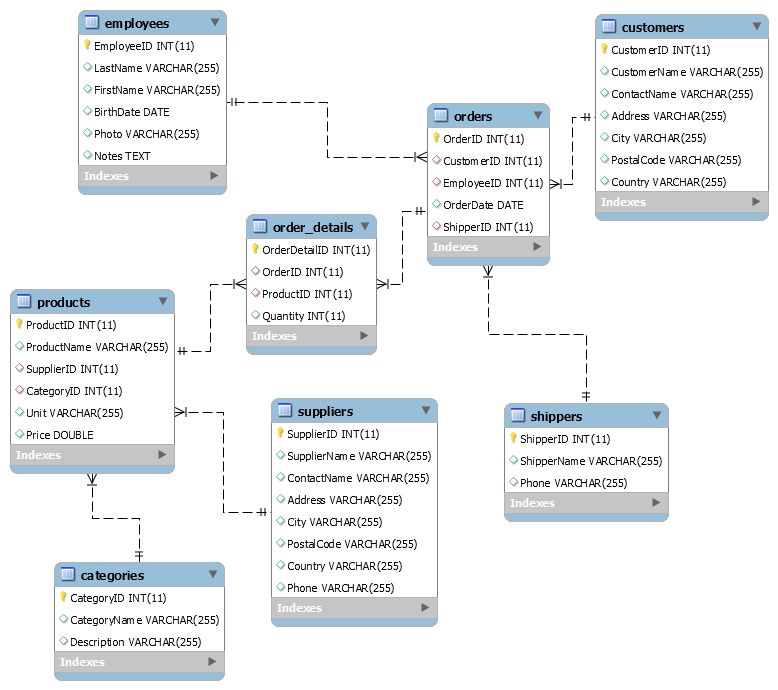 employees
EmployeeID INT(11)
LastName VARCHAR(255)
FirstName VARCHAR(255)
BirthDate DATE
Photo VARCHAR(255)
Notes TEXT
Indexes
customers
CustomerID INT(11)
CustomerName VARCHAR(255)
ContactName VARCHAR(255)
Address VARCHAR(255)
City VARCHAR(255)
PostalCode VARCHAR(255)
Country VARCHAR(255)
Indexes
orders
OrderID INT(11)
CustomerID INT(11)
EmployeeID INT(11)
OrderDate DATE
ShipperID INT(11)
Indexes
order_details
OrderDetailID INT(11)
OrderID INT(11)
ProductID INT(11)
Quantity INT(11)
Indexes
products
ProductID INT(11)
ProductName VARCHAR(255)
SupplierID INT(11)
CategoryID INT(11)
Unit VARCHAR(255)
Price DOUBLE
Indexes
suppliers
SupplierID INT(11)
SupplierName VARCHAR(255)
ContactName VARCHAR(255)
Address VARCHAR(255)
City VARCHAR(255)
PostalCode VARCHAR(255)
Country VARCHAR(255)
Phone VARCHAR(255)
Indexes
shippers
ShipperID INT(11)
ShipperName VARCHAR(255)
Phone VARCHAR(255)
Indexes
categories
CategoryID INT(11)
CategoryName VARCHAR(255)
Description VARCHAR(255)
Indexes